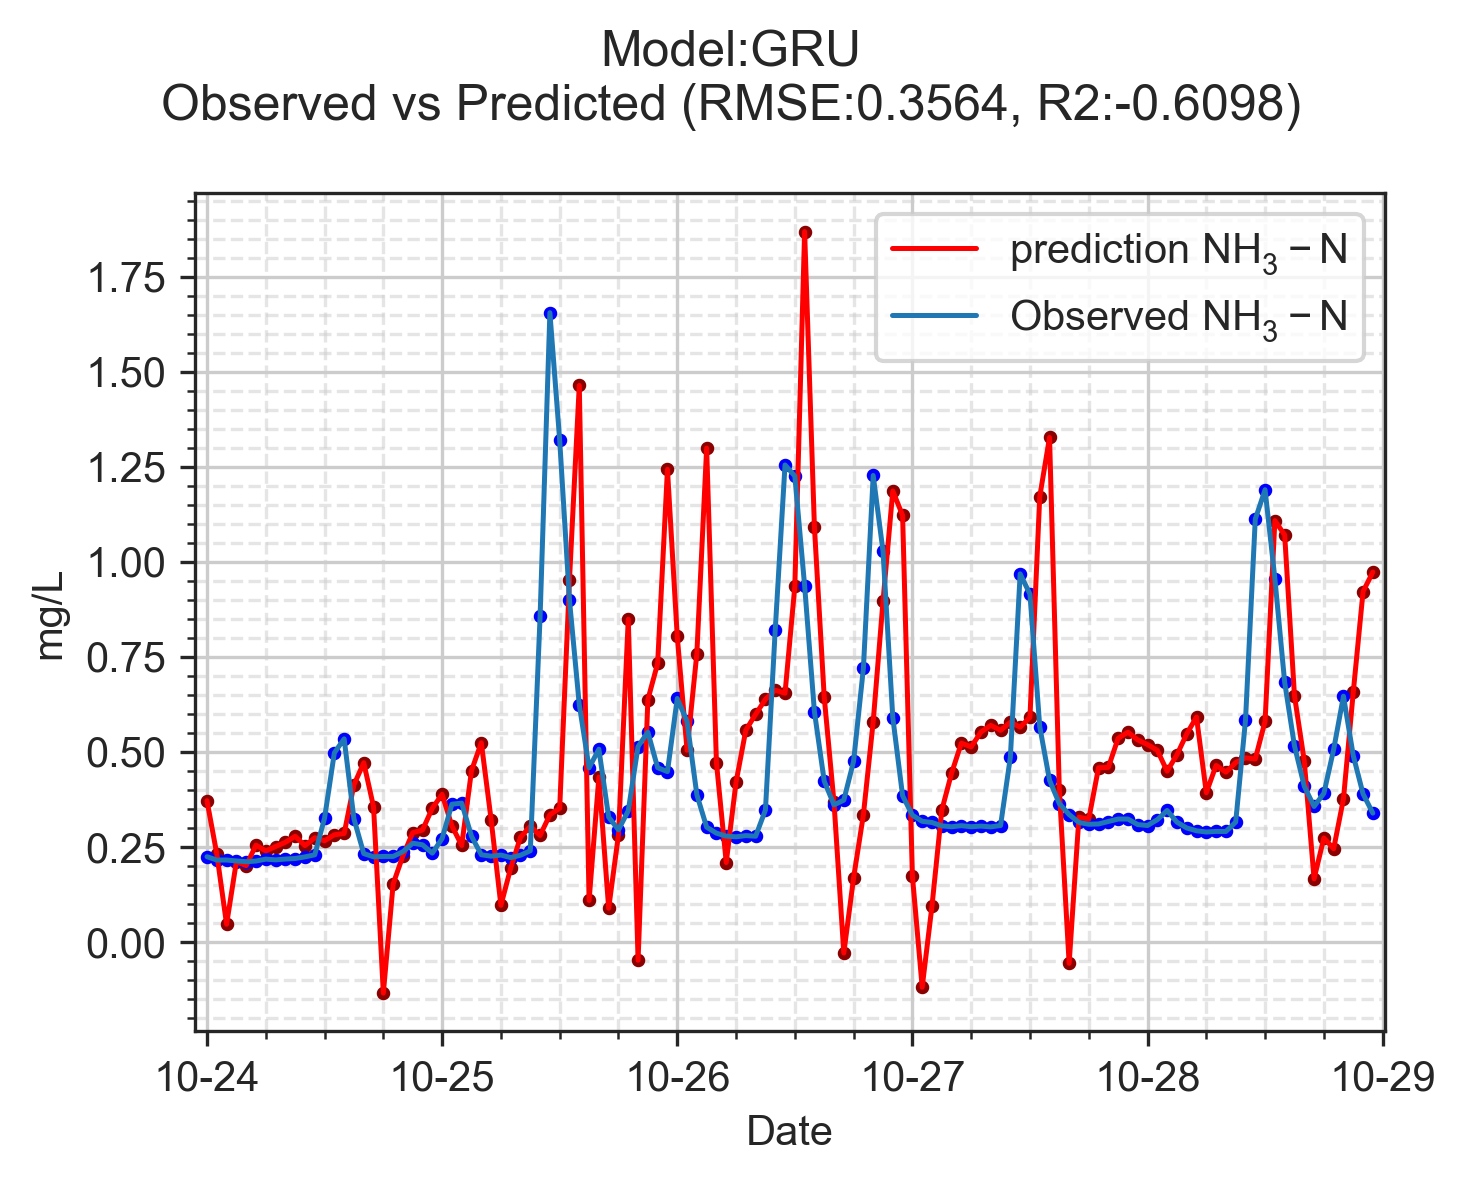 Model:GRU
Observed vs Predicted (RMSE:0.3564, R2:-0.6098)
prediction NH₃ − N
Observed NH₃ − N
1.75
1.50
1.25
1.00
0.75
0.50
0.25
0.00
mg/L
10-24 10-25 10-26 10-27 10-28 10-29
Date